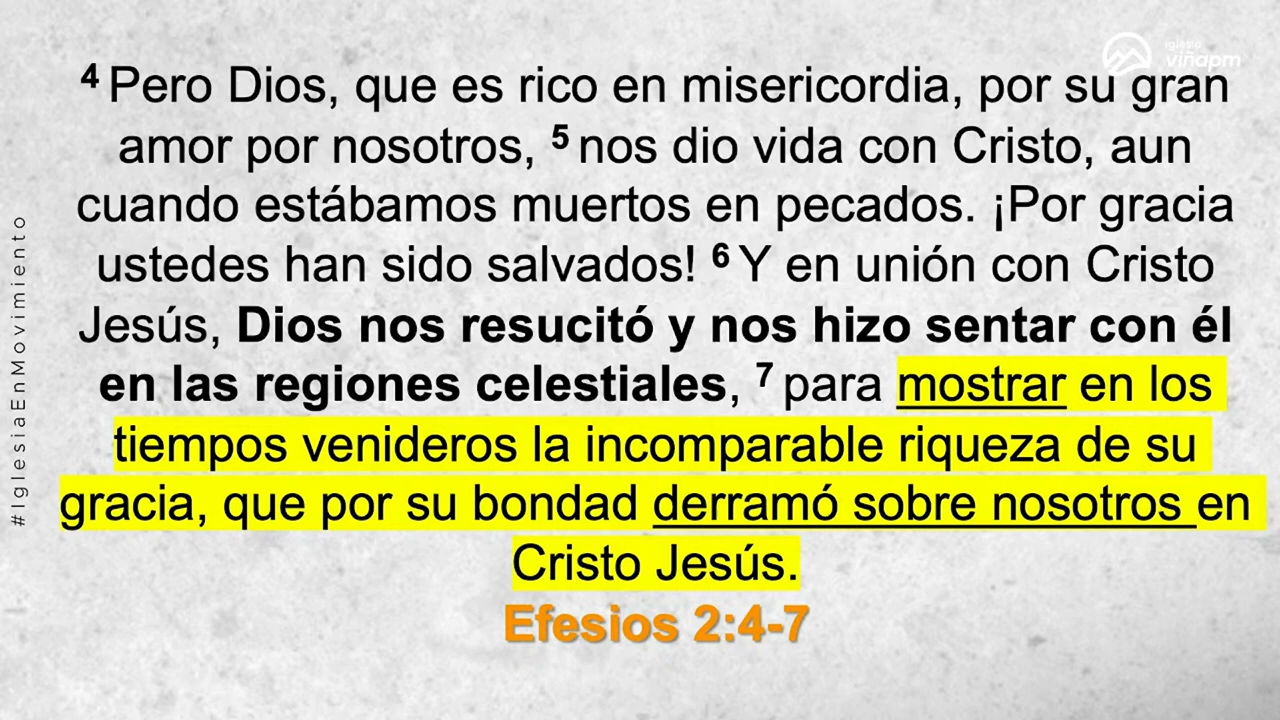 iglesia
viñapm
4 Pero Dios, que es rico en misericordia, por su gran
amor por nosotros, 5 nos dio vida con Cristo, aun
cuando estábamos muertos en pecados. ¡Por gracia
ustedes han sido salvados! 6 Y en unión con Cristo
Jesús, Dios nos resucitó y nos hizo sentar con él
en las regiones celestiales, 7 para mostrar en los
tiempos venideros la incomparable riqueza de su
gracia, que por su bondad derramó sobre nosotros en
Cristo Jesús.
Efesios 2:4-7
#IglesiaEnMovimiento